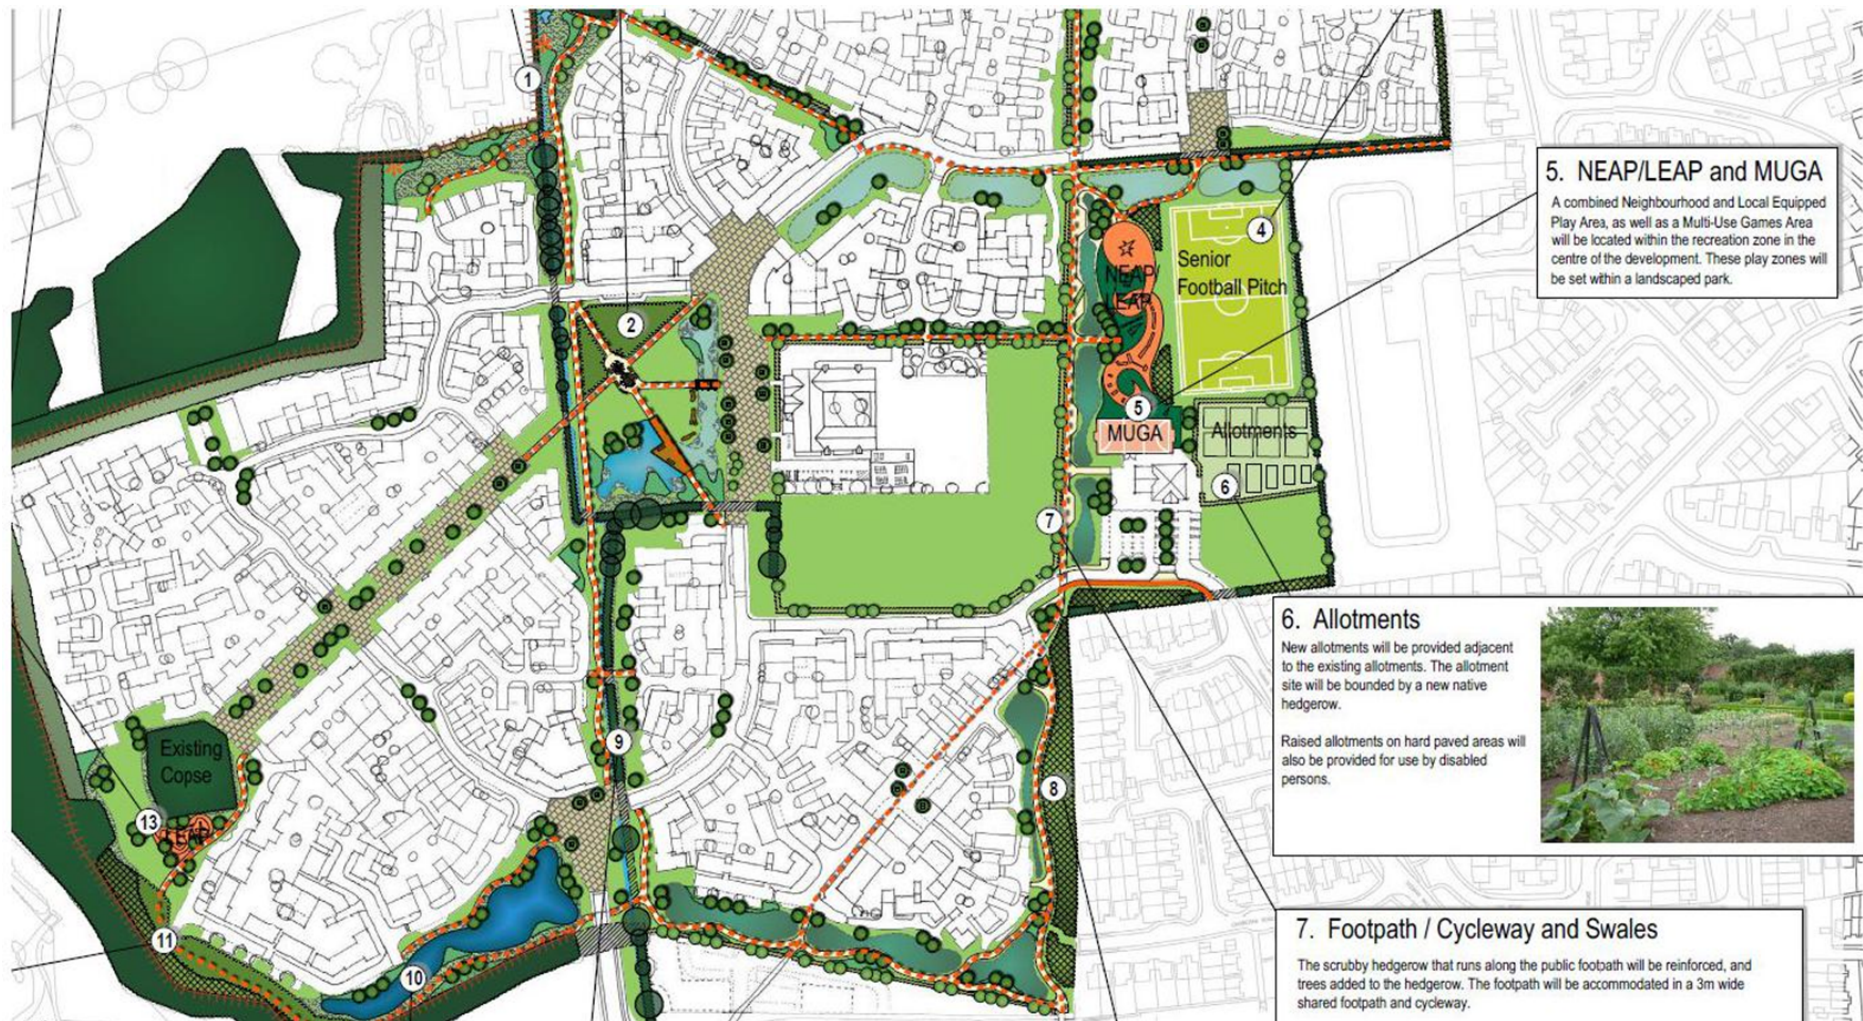 1
2
4
Senior
Football Pitch
NEAP/
LEAP
5
MUGA
Allotments
6
7
Existing
Copse
13
LEAP
9
8
11
10
5. NEAP/LEAP and MUGA
A combined Neighbourhood and Local Equipped
Play Area, as well as a Multi-Use Games Area
will be located within the recreation zone in the
centre of the development. These play zones will
be set within a landscaped park.
6. Allotments
New allotments will be provided adjacent
to the existing allotments. The allotment
site will be bounded by a new native
hedgerow.
Raised allotments on hard paved areas will
also be provided for use by disabled
persons.
7. Footpath / Cycleway and Swales
The scrubby hedgerow that runs along the public footpath will be reinforced, and
trees added to the hedgerow. The footpath will be accommodated in a 3m wide
shared footpath and cycleway.